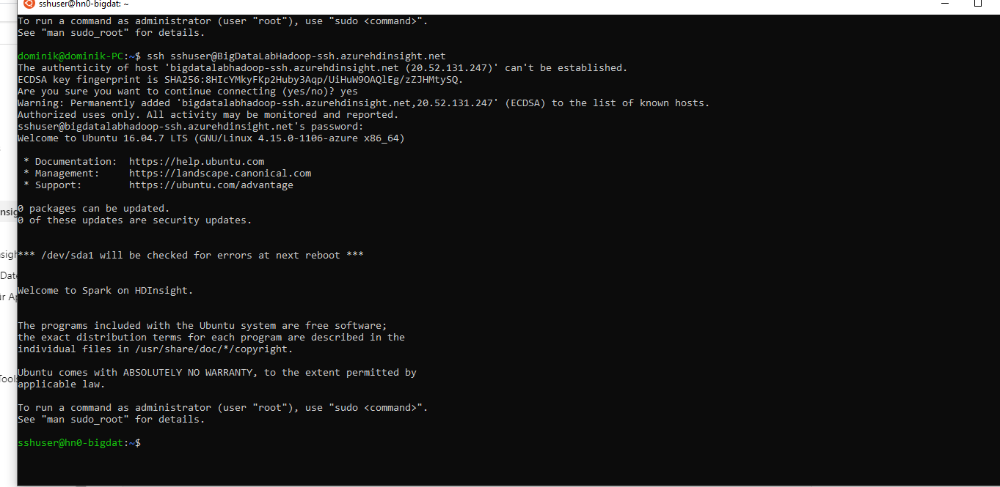 sshuser@hn0-bigdat: ~
To run a command as administrator (user "root"), use "sudo <command>".
See "man sudo_root" for details.
dominik@dominik-PC:~$ ssh sshuser@BigDataLabHadoop-ssh.azurehdinsight.net
The authenticity of host 'bigdatalabhadoop-ssh.azurehdinsight.net (20.52.131.247)' can't be established.
ECDSA key fingerprint is SHA256:8HIcYMkyFKp2Huby3Aqp/UiHuW9OAQlEg/zZJHMtySQ.
Are you sure you want to continue connecting (yes/no)? yes
Warning: Permanently added 'bigdatalabhadoop-ssh.azurehdinsight.net,20.52.131.247' (ECDSA) to the list of known hosts.
Authorized uses only. All activity may be monitored and reported.
sshuser@bigdatalabhadoop-ssh.azurehdinsight.net's password:
Welcome to Ubuntu 16.04.7 LTS (GNU/Linux 4.15.0-1106-azure x86_64)
* Documentation:  https://help.ubuntu.com
* Management:     https://landscape.canonical.com
* Support:        https://ubuntu.com/advantage
0 packages can be updated.
0 of these updates are security updates.
*** /dev/sda1 will be checked for errors at next reboot ***
Welcome to Spark on HDInsight.
The programs included with the Ubuntu system are free software;
the exact distribution terms for each program are described in the
individual files in /usr/share/doc/*/copyright.
Ubuntu comes with ABSOLUTELY NO WARRANTY, to the extent permitted by
applicable law.
To run a command as administrator (user "root"), use "sudo <command>".
See "man sudo_root" for details.
sshuser@hn0-bigdat:~$